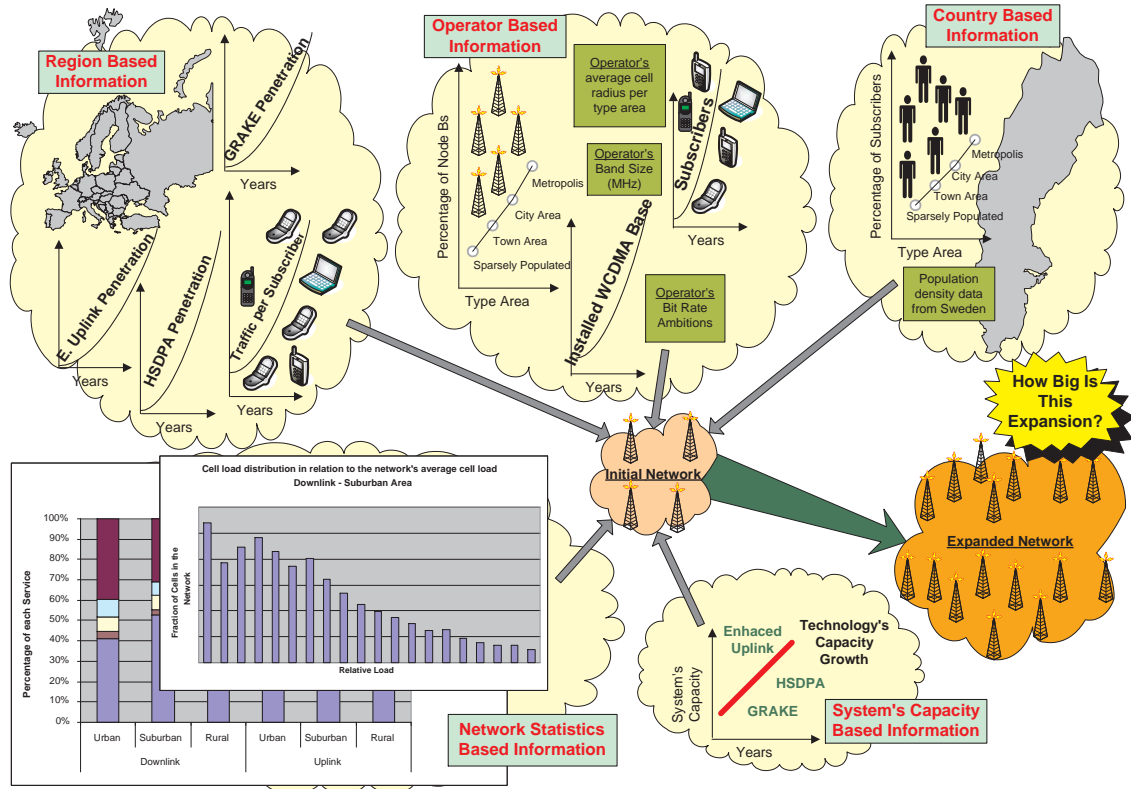 Region Based
Information
GRAKE Penetration
Years
E. Uplink Penetration
Years
HSDPA Penetration
Years
Traffic per Subscriber
Years
Operator Based
Information
Percentage of Node Bs
Metropolis
City Area
Town Area
Sparsely Populated
Type Area
Operator's
average cell
radius per
type area
Operator's
Band Size
(MHz)
Subscribers
Years
Installed WCDMA Base
Years
Operator's
Bit Rate
Ambitions
Country Based
Information
Percentage of Subscribers
Metropolis
City Area
Town Area
Sparsely Populated
Type Area
Population
density data
from Sweden
How Big Is
This
Expansion?
Initial Network
Expanded Network
Cell load distribution in relation to the network's average cell load
Downlink - Suburban Area
Fraction of Cells in the
Network
Relative Load
Percentage of each Service
100%
90%
80%
70%
60%
50%
40%
30%
20%
10%
0%
Urban
Suburban
Rural
Urban
Suburban
Rural
Downlink
Uplink
Network Statistics
Based Information
System's
Capacity
Enhaced
Uplink
Technology's
Capacity
Growth
HSDPA
GRAKE
Years
System's Capacity
Based Information